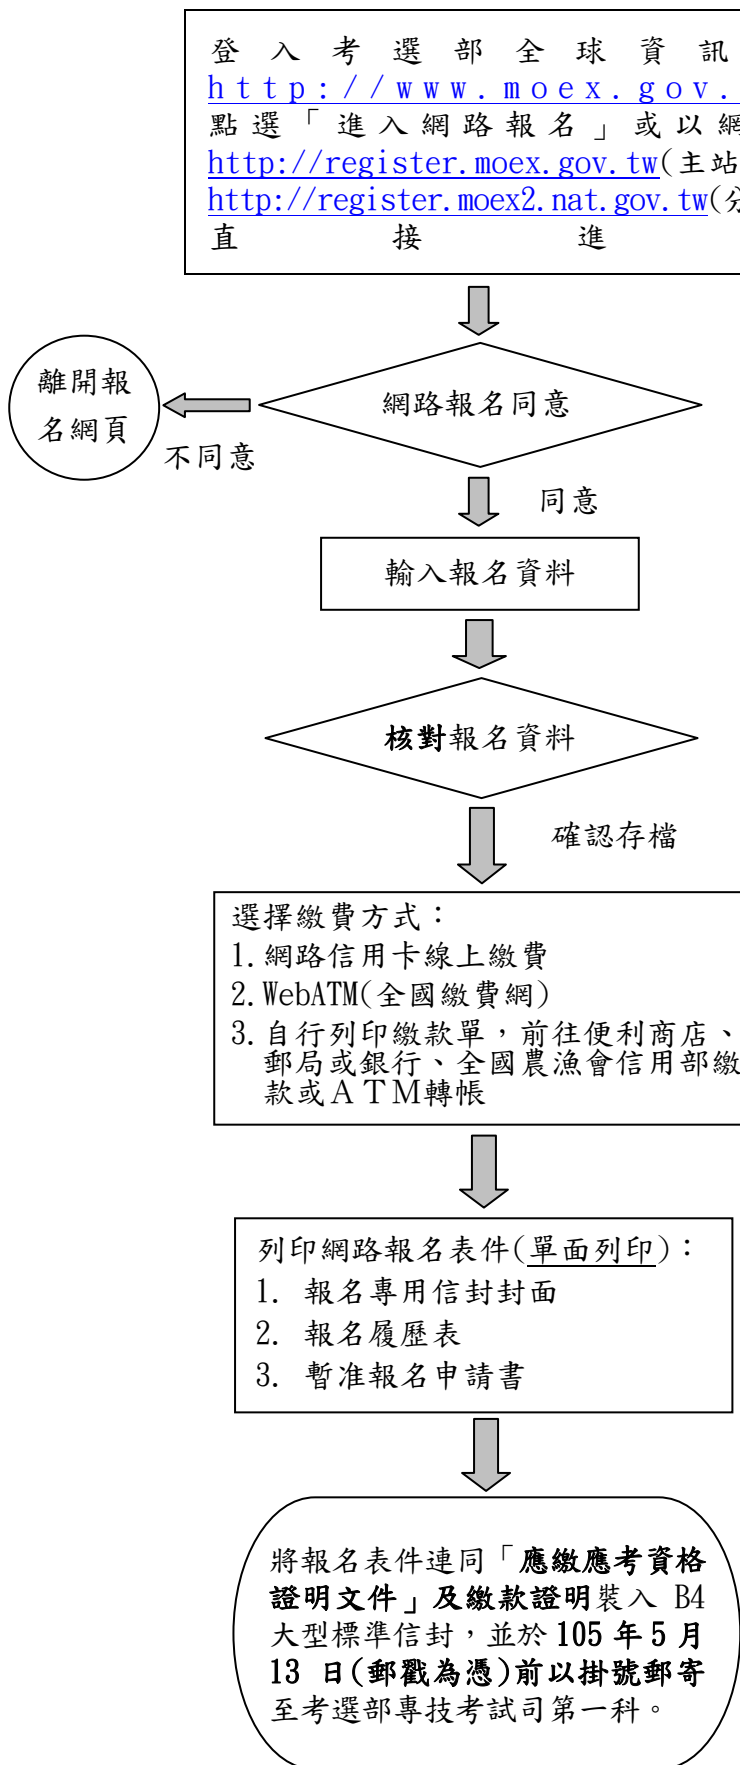 登入考選部全球資訊
http://www.moex.gov.
點選「進入網路報名」或以網
http://register.moex.gov.tw(主站
http://register.moex2.nat.gov.tw(分
直接進
離開報
名網頁
網路報名同意
不同意
同意
輸入報名資料
核對報名資料
確認存檔
選擇繳費方式：
1.網路信用卡線上繳費
2.WebATM(全國繳費網)
3.自行列印繳款單，前往便利商店、
郵局或銀行、全國農漁會信用部繳
款或ＡＴＭ轉帳
列印網路報名表件(單面列印)：
1. 報名專用信封封面
2. 報名履歷表
3. 暫准報名申請書
將報名表件連同「應繳應考資格
證明文件」及繳款證明裝入 B4
大型標準信封，並於 105 年 5 月
13 日(郵戳為憑)前以掛號郵寄
至考選部專技考試司第一科。